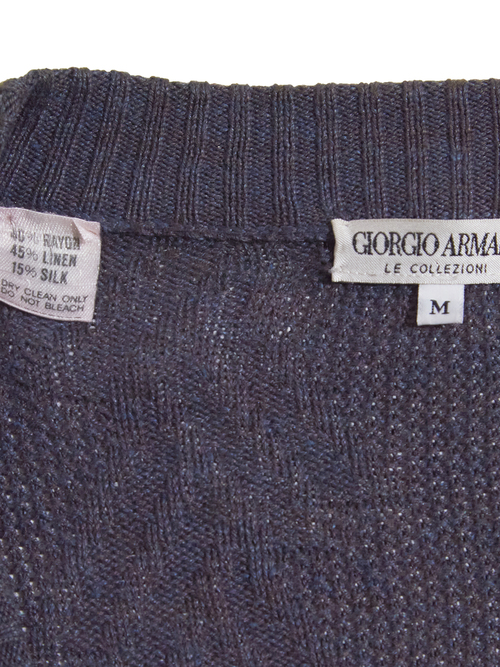 40% RAYON
45% LINEN
15% SILK
DRY CLEAN ONLY
DO NOT BLEACH
GIORGIO ARMA
LE COLLEZIONI
M